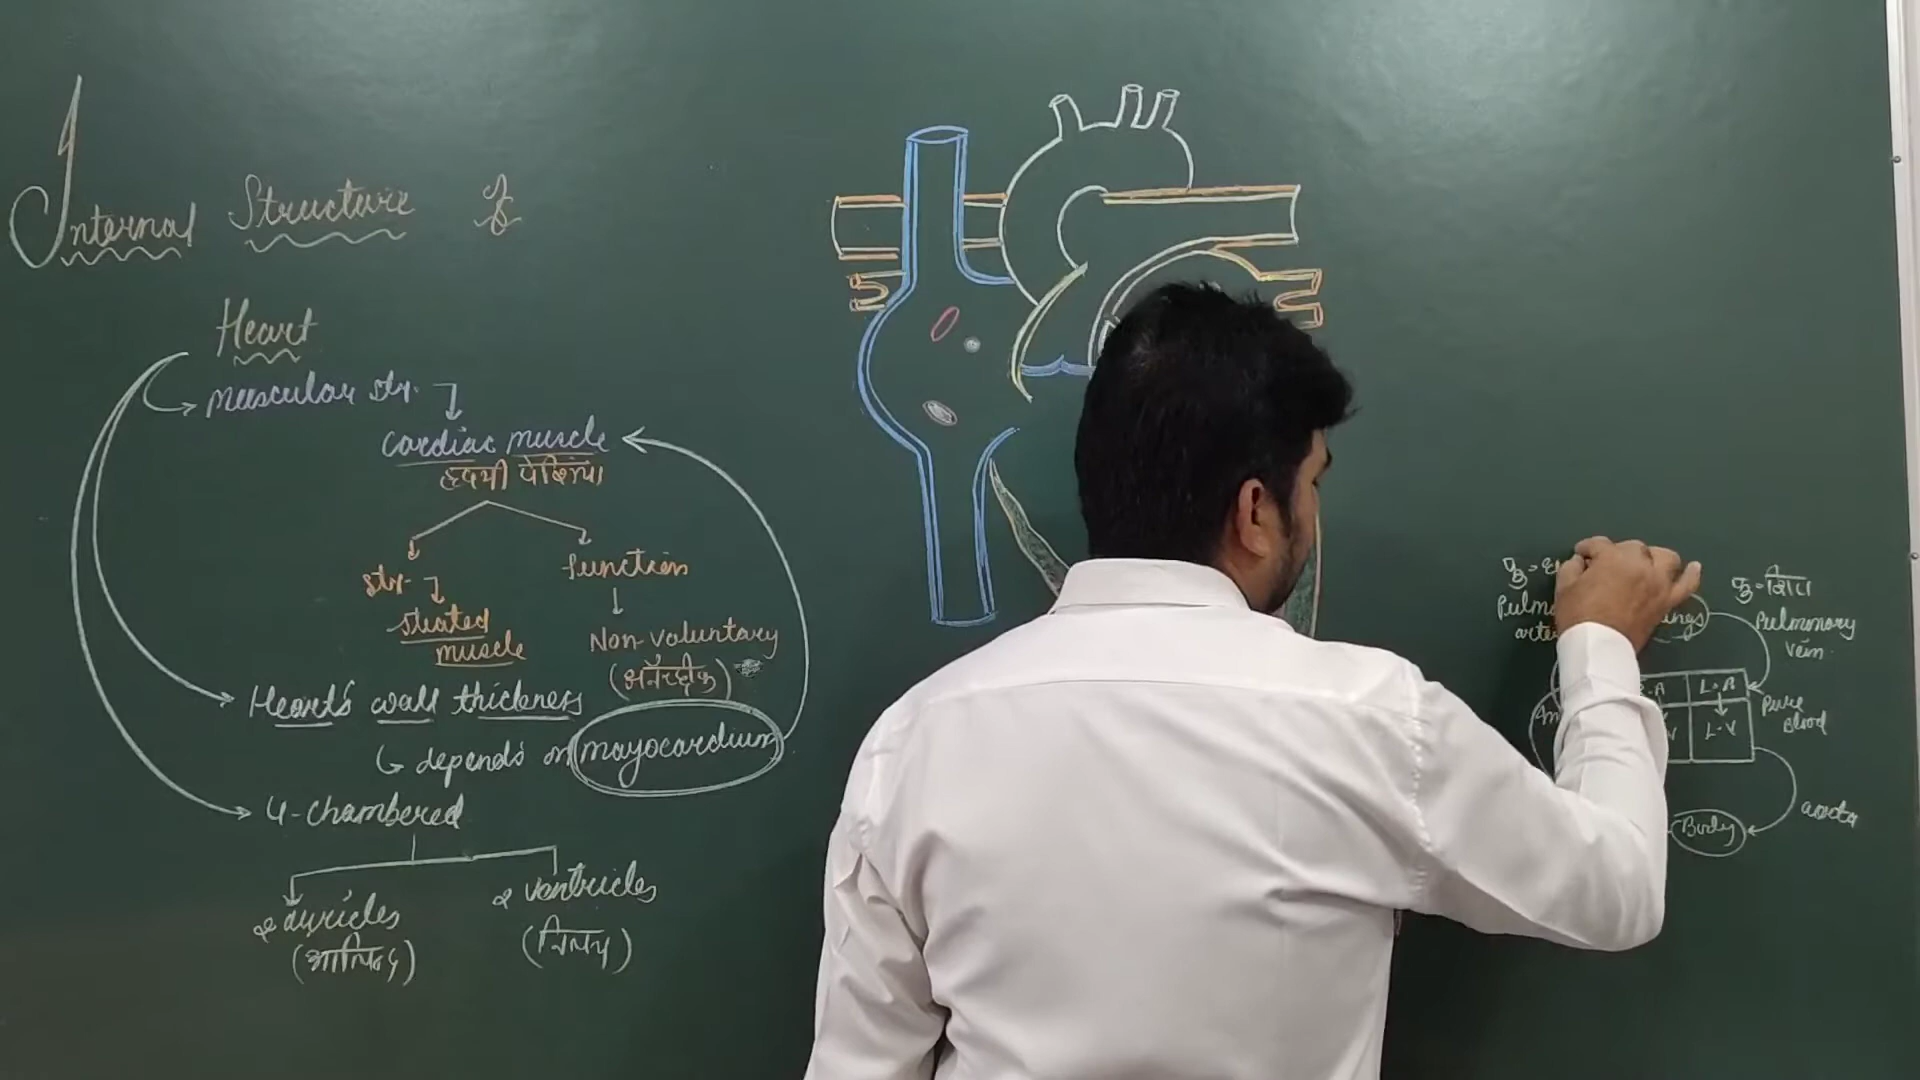 Internal Structure of
Heart
muscular str.
cardiac muscle
हृदयी पेशियां
str.
function
steated
muscle
Non-voluntary
(अनैच्छिक)
Heart's wall thickness
depends on mayocardium
4-chambered
2 auricles
2 ventricles
(आलिन्द)
(निलय)
फु = शिरा
Pulmonary
vein
L.A
Pure
Blood
L.V
Body
aorta